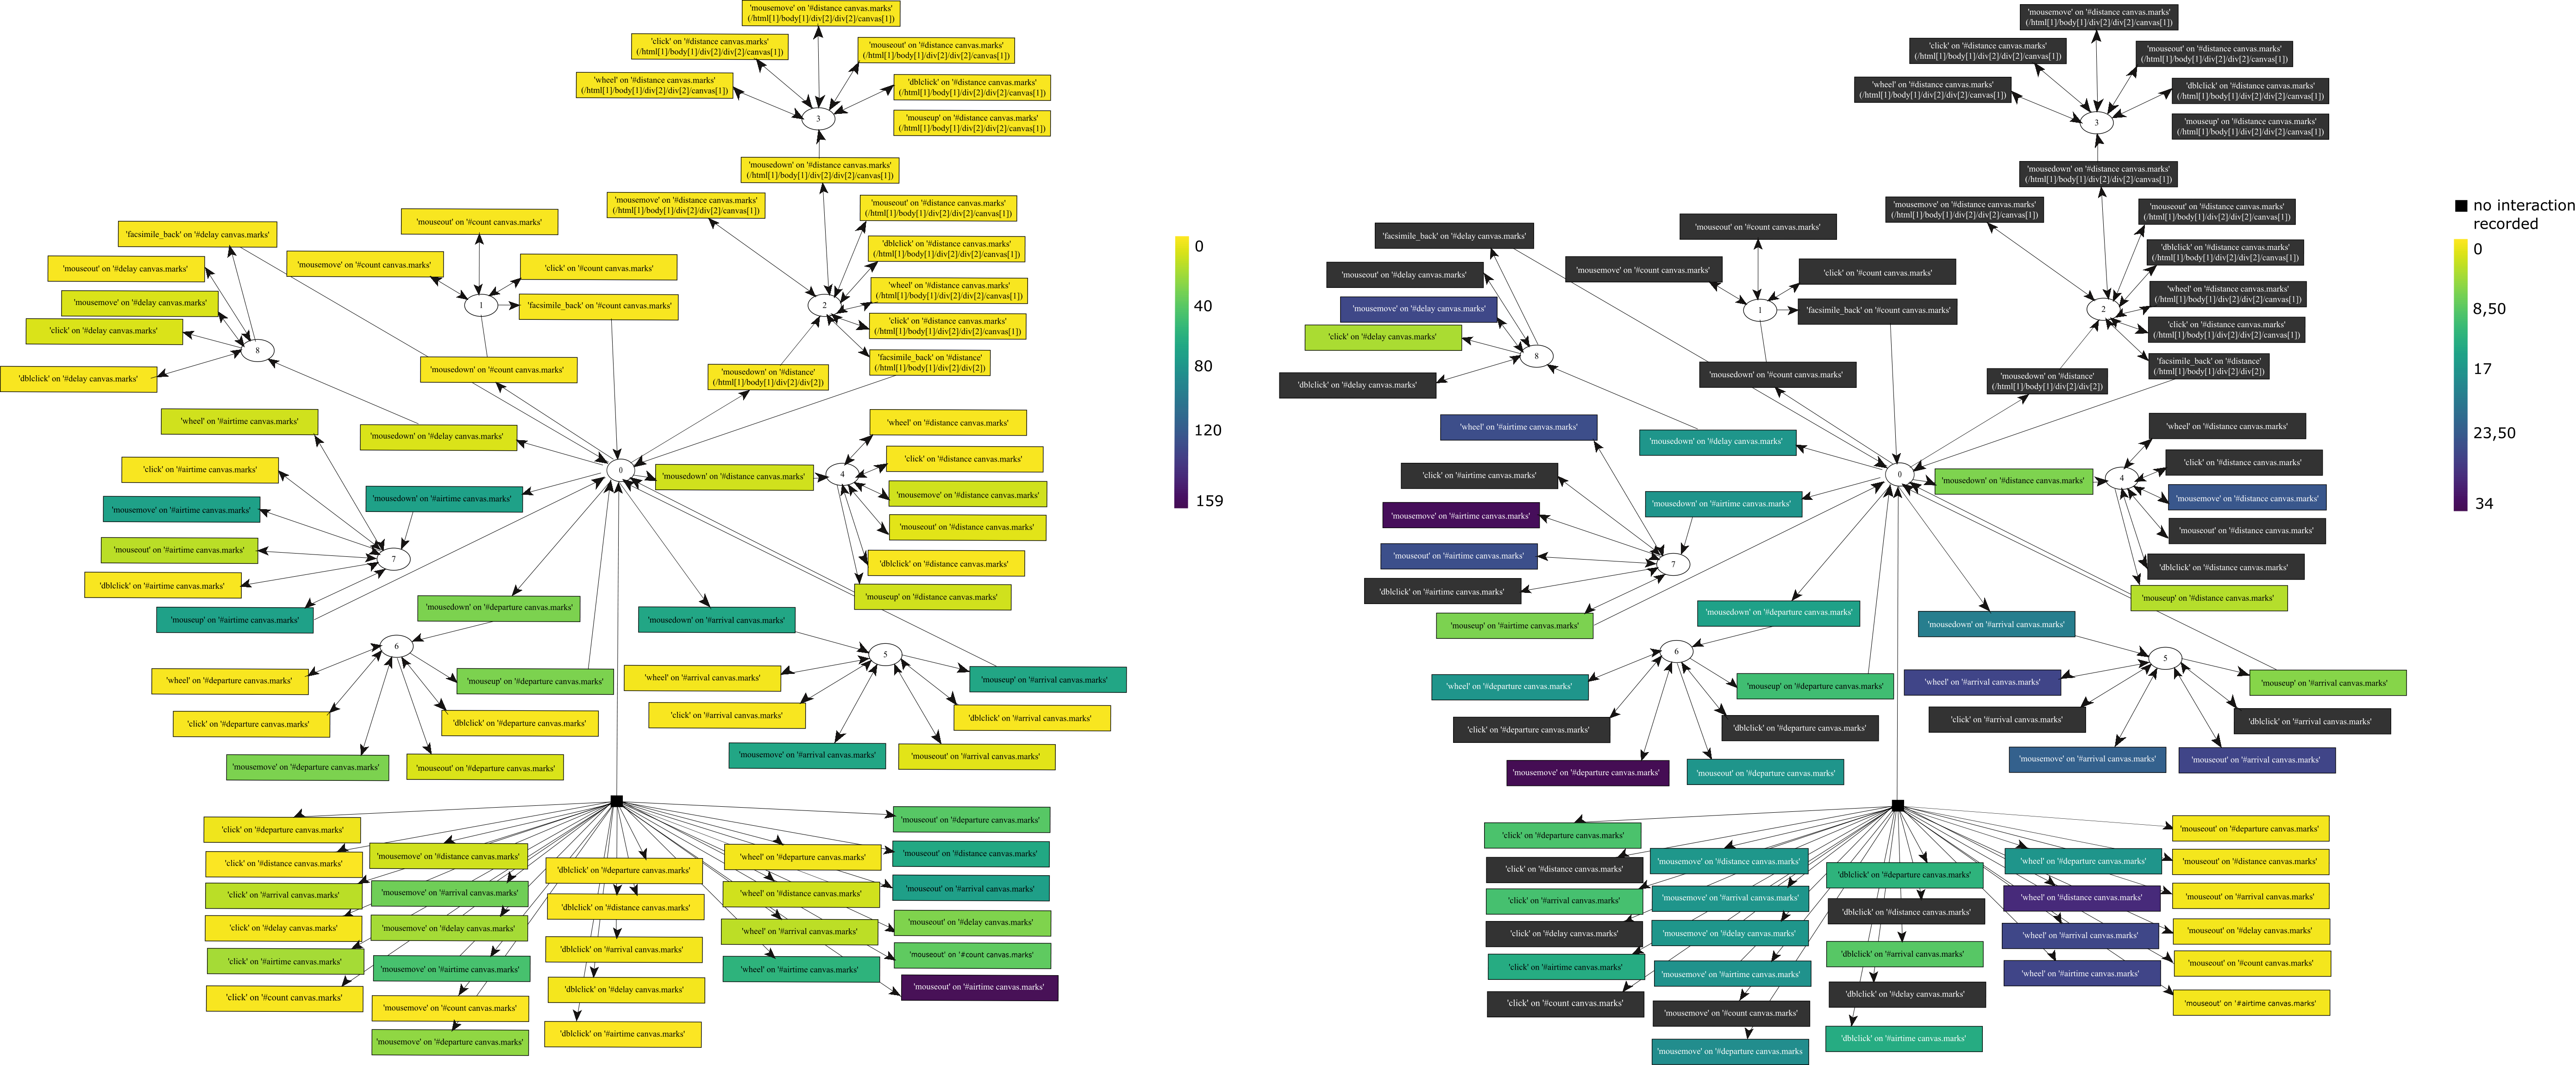 'mousemove' on '#distance canvas.marks'
(/html[1]/body[1]/div[2]/div[2]/canvas[1])
'click' on '#distance canvas.marks'
(/html[1]/body[1]/div[2]/div[2]/canvas[1])
'mouseout' on '#distance canvas.marks'
(/html[1]/body[1]/div[2]/div[2]/canvas[1])
'wheel' on '#distance canvas.marks'
(/html[1]/body[1]/div[2]/div[2]/canvas[1])
'dblclick' on '#distance canvas.marks'
(/html[1]/body[1]/div[2]/div[2]/canvas[1])
3
'mouseup' on '#distance canvas.marks'
(/html[1]/body[1]/div[2]/div[2]/canvas[1])
'mousedown' on '#distance canvas.marks'
(/html[1]/body[1]/div[2]/div[2]/canvas[1])
'mousemove' on '#distance canvas.marks'
(/html[1]/body[1]/div[2]/div[2]/canvas[1])
'mouseout' on '#distance canvas.marks'
(/html[1]/body[1]/div[2]/div[2]/canvas[1])
'dblclick' on '#distance canvas.marks'
(/html[1]/body[1]/div[2]/div[2]/canvas[1])
'wheel' on '#distance canvas.marks'
(/html[1]/body[1]/div[2]/div[2]/canvas[1])
2
'click' on '#distance canvas.marks'
(/html[1]/body[1]/div[2]/div[2]/canvas[1])
'facsimile_back' on '#distance'
(/html[1]/body[1]/div[2]/div[2])
'mousedown' on '#distance'
(/html[1]/body[1]/div[2]/div[2])
'mouseout' on '#count canvas.marks'
'mousemove' on '#count canvas.marks'
'click' on '#count canvas.marks'
1
'facsimile_back' on '#count canvas.marks'
'mousedown' on '#count canvas.marks'
'facsimile_back' on '#delay canvas.marks'
'mouseout' on '#delay canvas.marks'
'mousemove' on '#delay canvas.marks'
'click' on '#delay canvas.marks'
8
'dblclick' on '#delay canvas.marks'
'mousedown' on '#delay canvas.marks'
'wheel' on '#airtime canvas.marks'
'click' on '#airtime canvas.marks'
'mousedown' on '#airtime canvas.marks'
'mousemove' on '#airtime canvas.marks'
'mouseout' on '#airtime canvas.marks'
7
'dblclick' on '#airtime canvas.marks'
'mouseup' on '#airtime canvas.marks'
0
'mousedown' on '#distance canvas.marks'
4
'wheel' on '#distance canvas.marks'
'click' on '#distance canvas.marks'
'mousemove' on '#distance canvas.marks'
'mouseout' on '#distance canvas.marks'
'dblclick' on '#distance canvas.marks'
'mouseup' on '#distance canvas.marks'
'mousedown' on '#departure canvas.marks'
6
'wheel' on '#departure canvas.marks'
'mouseup' on '#departure canvas.marks'
'click' on '#departure canvas.marks'
'dblclick' on '#departure canvas.marks'
'mousemove' on '#departure canvas.marks'
'mouseout' on '#departure canvas.marks'
'mousedown' on '#arrival canvas.marks'
5
'wheel' on '#arrival canvas.marks'
'mouseup' on '#arrival canvas.marks'
'click' on '#arrival canvas.marks'
'dblclick' on '#arrival canvas.marks'
'mousemove' on '#arrival canvas.marks'
'mouseout' on '#arrival canvas.marks'
'click' on '#departure canvas.marks'
'click' on '#distance canvas.marks'
'click' on '#arrival canvas.marks'
'click' on '#delay canvas.marks'
'click' on '#airtime canvas.marks'
'click' on '#count canvas.marks'
'mousemove' on '#distance canvas.marks'
'mousemove' on '#arrival canvas.marks'
'mousemove' on '#delay canvas.marks'
'mousemove' on '#airtime canvas.marks'
'mousemove' on '#count canvas.marks'
'mousemove' on '#departure canvas.marks'
'dblclick' on '#departure canvas.marks'
'dblclick' on '#distance canvas.marks'
'dblclick' on '#arrival canvas.marks'
'dblclick' on '#delay canvas.marks'
'dblclick' on '#airtime canvas.marks'
'wheel' on '#departure canvas.marks'
'wheel' on '#distance canvas.marks'
'wheel' on '#arrival canvas.marks'
'wheel' on '#airtime canvas.marks'
'mouseout' on '#departure canvas.marks'
'mouseout' on '#distance canvas.marks'
'mouseout' on '#arrival canvas.marks'
'mouseout' on '#delay canvas.marks'
'mouseout' on '#count canvas.marks'
'mouseout' on '#airtime canvas.marks'
0
40
80
120
159
'mousemove' on '#distance canvas.marks'
(/html[1]/body[1]/div[2]/div[2]/canvas[1])
'click' on '#distance canvas.marks'
(/html[1]/body[1]/div[2]/div[2]/canvas[1])
'mouseout' on '#distance canvas.marks'
(/html[1]/body[1]/div[2]/div[2]/canvas[1])
'wheel' on '#distance canvas.marks'
(/html[1]/body[1]/div[2]/div[2]/canvas[1])
'dblclick' on '#distance canvas.marks'
(/html[1]/body[1]/div[2]/div[2]/canvas[1])
3
'mouseup' on '#distance canvas.marks'
(/html[1]/body[1]/div[2]/div[2]/canvas[1])
'mousedown' on '#distance canvas.marks'
(/html[1]/body[1]/div[2]/div[2]/canvas[1])
'mousemove' on '#distance canvas.marks'
(/html[1]/body[1]/div[2]/div[2]/canvas[1])
'mouseout' on '#distance canvas.marks'
(/html[1]/body[1]/div[2]/div[2]/canvas[1])
'dblclick' on '#distance canvas.marks'
(/html[1]/body[1]/div[2]/div[2]/canvas[1])
'wheel' on '#distance canvas.marks'
(/html[1]/body[1]/div[2]/div[2]/canvas[1])
2
'click' on '#distance canvas.marks'
(/html[1]/body[1]/div[2]/div[2]/canvas[1])
'facsimile_back' on '#distance'
(/html[1]/body[1]/div[2]/div[2])
'mousedown' on '#distance'
(/html[1]/body[1]/div[2]/div[2])
'mouseout' on '#count canvas.marks'
'mousemove' on '#count canvas.marks'
'click' on '#count canvas.marks'
1
'facsimile_back' on '#count canvas.marks'
'mousedown' on '#count canvas.marks'
'facsimile_back' on '#delay canvas.marks'
'mouseout' on '#delay canvas.marks'
'mousemove' on '#delay canvas.marks'
'click' on '#delay canvas.marks'
8
'dblclick' on '#delay canvas.marks'
'mousedown' on '#delay canvas.marks'
'wheel' on '#airtime canvas.marks'
'click' on '#airtime canvas.marks'
'mousedown' on '#airtime canvas.marks'
'mousemove' on '#airtime canvas.marks'
'mouseout' on '#airtime canvas.marks'
7
'dblclick' on '#airtime canvas.marks'
'mouseup' on '#airtime canvas.marks'
0
'mousedown' on '#distance canvas.marks'
4
'wheel' on '#distance canvas.marks'
'click' on '#distance canvas.marks'
'mousemove' on '#distance canvas.marks'
'mouseout' on '#distance canvas.marks'
'dblclick' on '#distance canvas.marks'
'mouseup' on '#distance canvas.marks'
'mousedown' on '#departure canvas.marks'
6
'wheel' on '#departure canvas.marks'
'mouseup' on '#departure canvas.marks'
'click' on '#departure canvas.marks'
'dblclick' on '#departure canvas.marks'
'mousemove' on '#departure canvas.marks'
'mouseout' on '#departure canvas.marks'
'mousedown' on '#arrival canvas.marks'
5
'wheel' on '#arrival canvas.marks'
'mouseup' on '#arrival canvas.marks'
'click' on '#arrival canvas.marks'
'dblclick' on '#arrival canvas.marks'
'mousemove' on '#arrival canvas.marks'
'mouseout' on '#arrival canvas.marks'
'click' on '#departure canvas.marks'
'click' on '#distance canvas.marks'
'click' on '#arrival canvas.marks'
'click' on '#delay canvas.marks'
'click' on '#airtime canvas.marks'
'click' on '#count canvas.marks'
'mousemove' on '#distance canvas.marks'
'mousemove' on '#arrival canvas.marks'
'mousemove' on '#delay canvas.marks'
'mousemove' on '#airtime canvas.marks'
'mousemove' on '#count canvas.marks'
'mousemove' on '#departure canvas.marks
'dblclick' on '#departure canvas.marks'
'dblclick' on '#distance canvas.marks'
'dblclick' on '#arrival canvas.marks'
'dblclick' on '#delay canvas.marks'
'dblclick' on '#airtime canvas.marks'
'wheel' on '#departure canvas.marks'
'wheel' on '#distance canvas.marks'
'wheel' on '#arrival canvas.marks'
'wheel' on '#airtime canvas.marks'
'mouseout' on '#departure canvas.marks'
'mouseout' on '#distance canvas.marks'
'mouseout' on '#arrival canvas.marks'
'mouseout' on '#delay canvas.marks'
'mouseout' on '#count canvas.marks'
'mouseout' on '#airtime canvas.marks'
no interaction
recorded
0
8,50
17
23,50
34